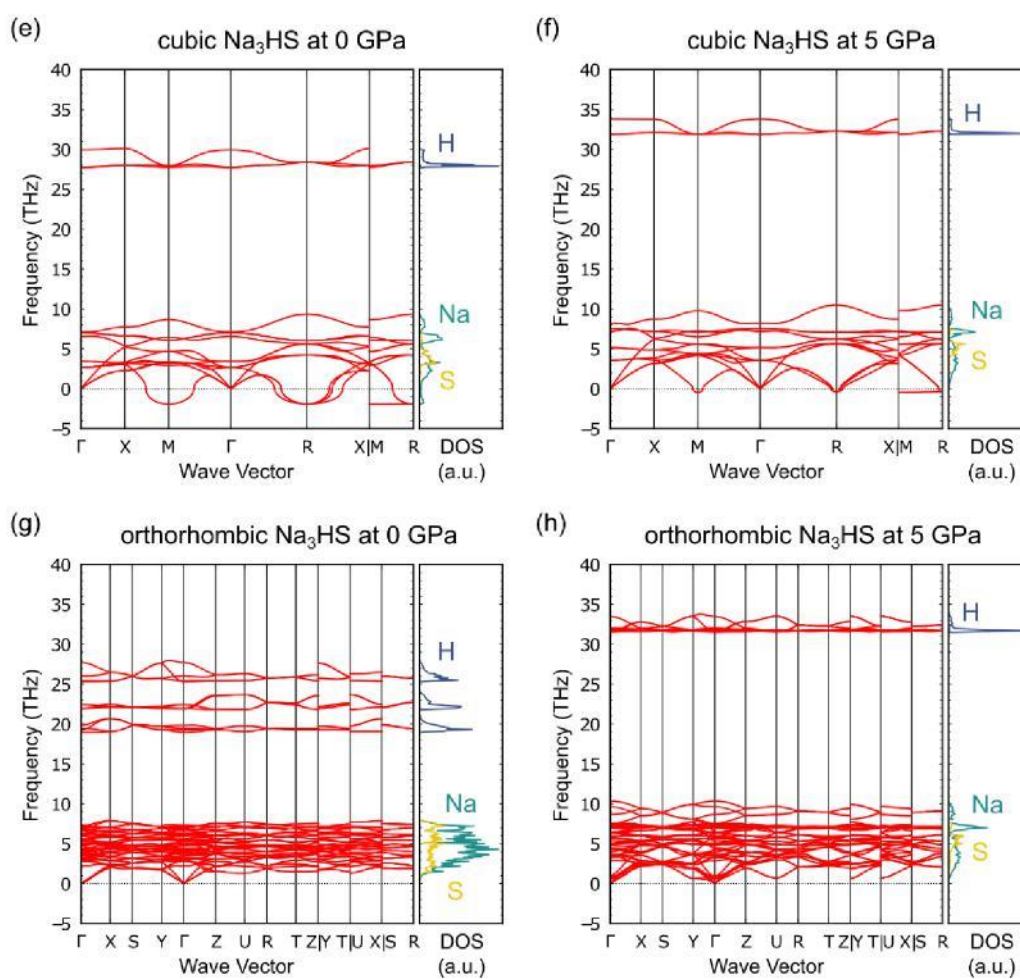 (e)
cubic Na₃HS at 0 GPa
40
35
30
25
20
15
10
5
0
−5
Frequency (THz)
H
Na
S
Γ X M Γ R X|M R
Wave Vector
DOS
(a.u.)
(f)
cubic Na₃HS at 5 GPa
40
35
30
25
20
15
10
5
0
−5
Frequency (THz)
H
Na
S
Γ X M Γ R X|M R
Wave Vector
DOS
(a.u.)
(g)
orthorhombic Na₃HS at 0 GPa
40
35
30
25
20
15
10
5
0
−5
Frequency (THz)
H
Na
S
Γ X S Y Γ Z U R T Z|Y T|U X|S R
Wave Vector
DOS
(a.u.)
(h)
orthorhombic Na₃HS at 5 GPa
40
35
30
25
20
15
10
5
0
−5
Frequency (THz)
H
Na
S
Γ X S Y Γ Z U R T Z|Y T|U X|S R
Wave Vector
DOS
(a.u.)